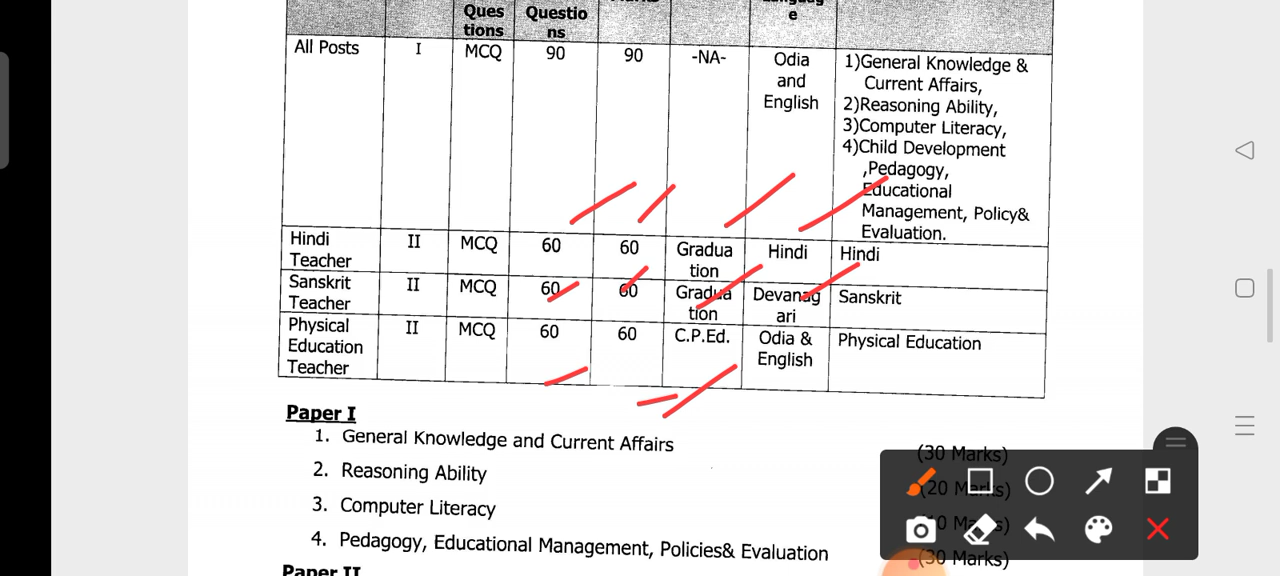 Ques
tions
Questio
ns
e
All Posts I MCQ 90 90 -NA- Odia and English 1)General Knowledge &
Current Affairs,
2)Reasoning Ability,
3)Computer Literacy,
4)Child Development
,Pedagogy,
Educational
Management, Policy&
Evaluation.
Hindi Teacher II MCQ 60 60 Gradua tion Hindi Hindi
Sanskrit Teacher II MCQ 60 60 Gradua tion Devanag ari Sanskrit
Physical Education Teacher II MCQ 60 60 C.P.Ed. Odia & English Physical Education
Paper I
1. General Knowledge and Current Affairs (30 Marks)
2. Reasoning Ability (20 Marks)
3. Computer Literacy
4. Pedagogy, Educational Management, Policies& Evaluation (30 Marks)
Paper II